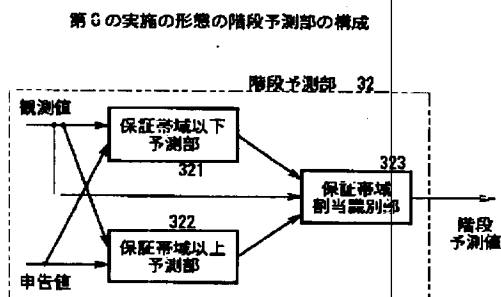 第6の実施の形態の階段予測部の構成
階段予測部 32
観測値
保証帯域以下
予測部
321
323
保証帯域
割当識別部
322
保証帯域以上
予測部
申告値
階段
予測値